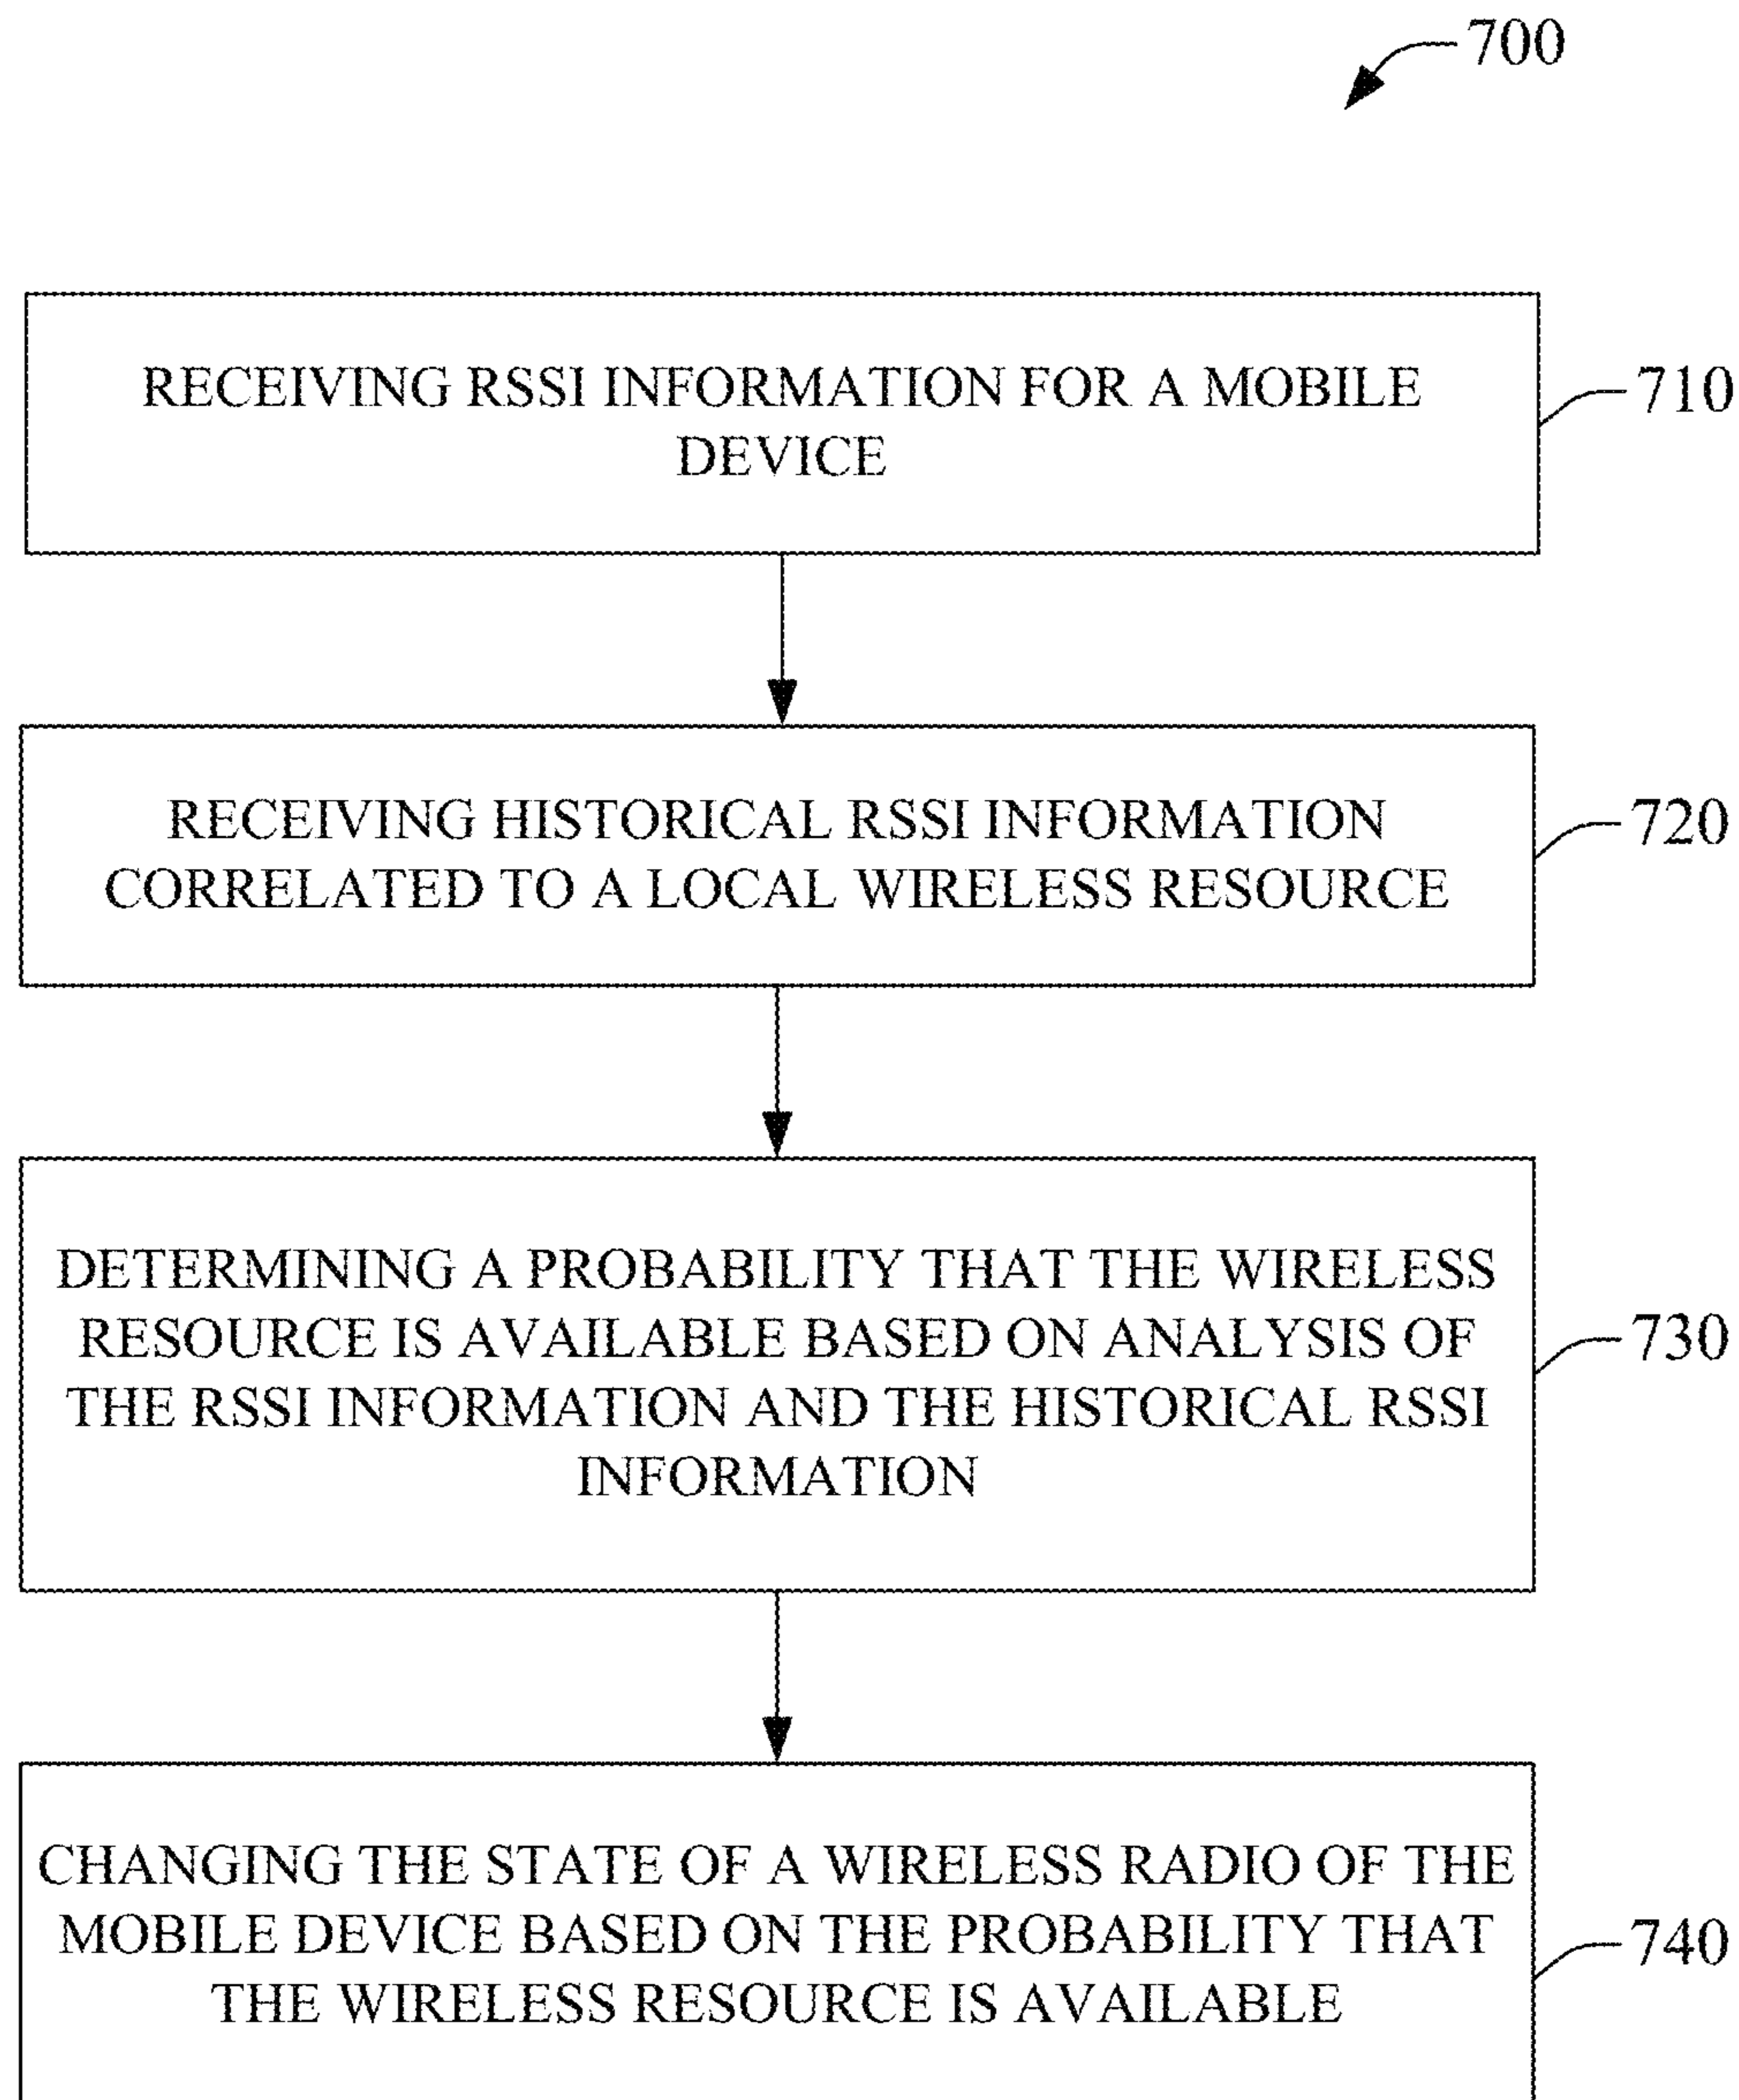 700
RECEIVING RSSI INFORMATION FOR A MOBILE
DEVICE
710
RECEIVING HISTORICAL RSSI INFORMATION
CORRELATED TO A LOCAL WIRELESS RESOURCE
720
DETERMINING A PROBABILITY THAT THE WIRELESS
RESOURCE IS AVAILABLE BASED ON ANALYSIS OF
THE RSSI INFORMATION AND THE HISTORICAL RSSI
INFORMATION
730
CHANGING THE STATE OF A WIRELESS RADIO OF THE
MOBILE DEVICE BASED ON THE PROBABILITY THAT
THE WIRELESS RESOURCE IS AVAILABLE
740